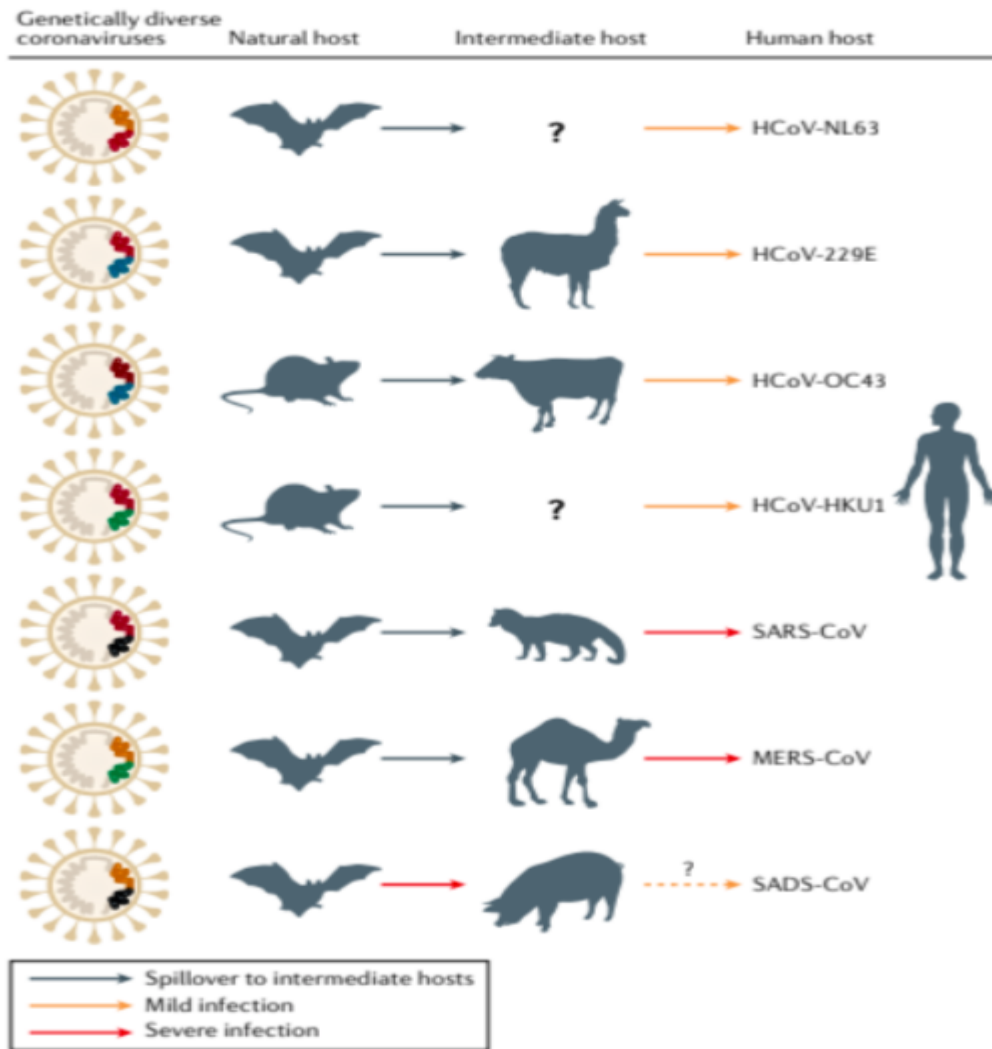 Genetically diverse
coronaviruses
Natural host
Intermediate host
Human host
?
HCoV-NL63
HCoV-229E
HCoV-OC43
?
HCoV-HKU1
SARS-CoV
MERS-CoV
?
SADS-CoV
Spillover to intermediate hosts
Mild infection
Severe infection